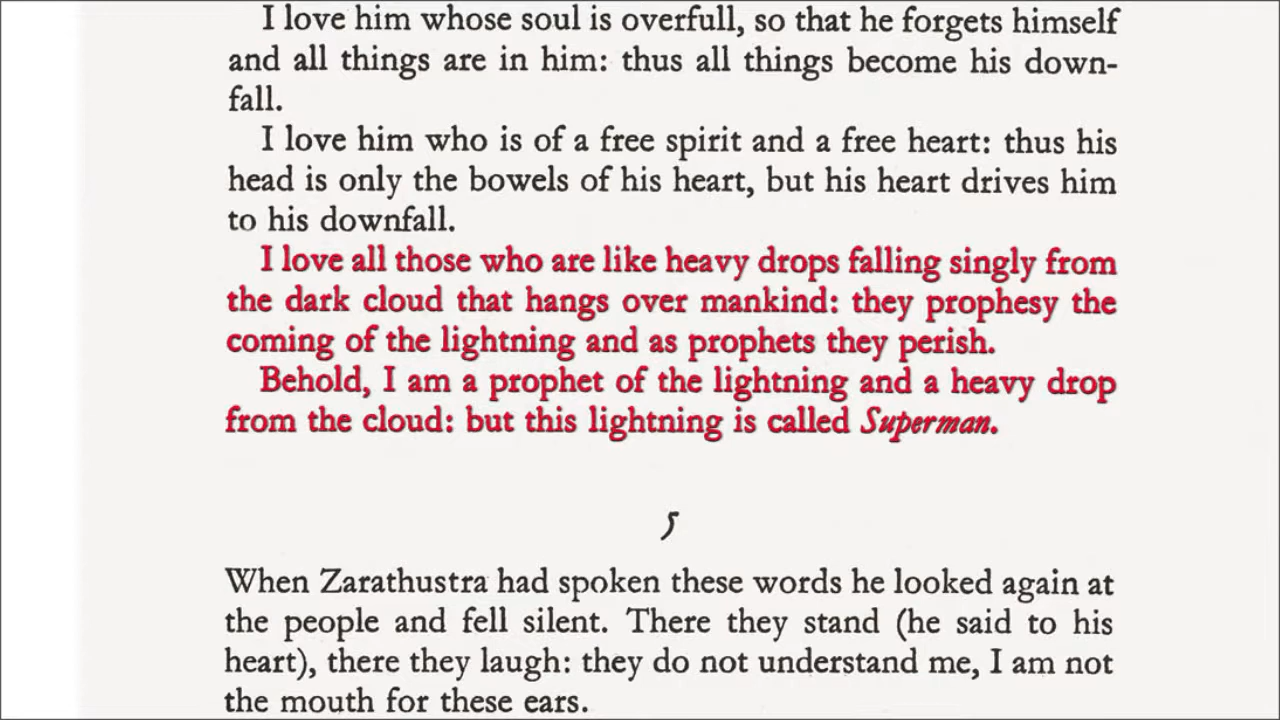 I love him whose soul is overfull, so that he forgets himself
and all things are in him: thus all things become his down-
fall.
I love him who is of a free spirit and a free heart: thus his
head is only the bowels of his heart, but his heart drives him
to his downfall.
I love all those who are like heavy drops falling singly from
the dark cloud that hangs over mankind: they prophesy the
coming of the lightning and as prophets they perish.
Behold, I am a prophet of the lightning and a heavy drop
from the cloud: but this lightning is called Superman.
5
When Zarathustra had spoken these words he looked again at
the people and fell silent. There they stand (he said to his
heart), there they laugh: they do not understand me, I am not
the mouth for these ears.